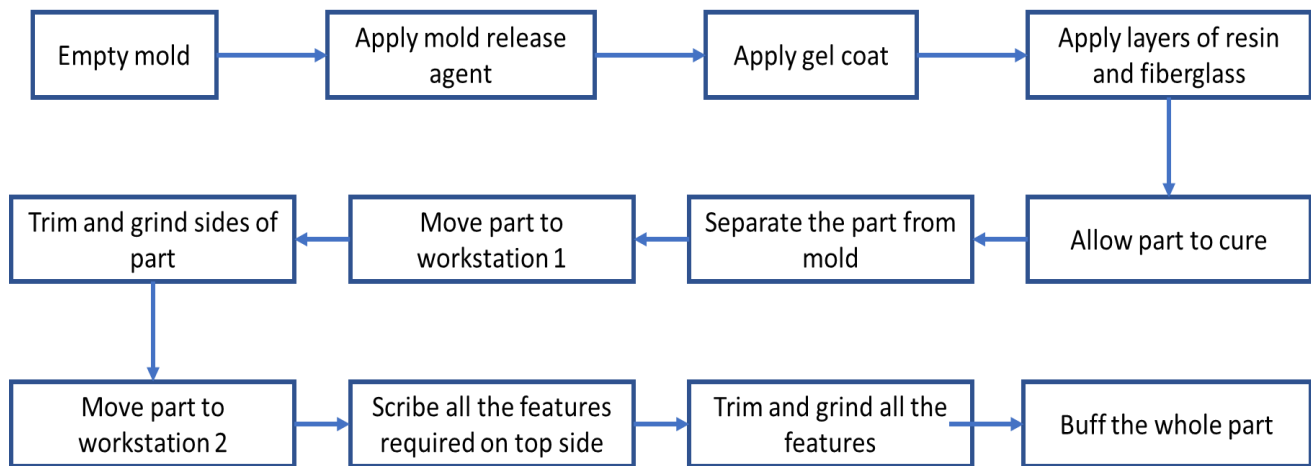 Empty mold
Apply mold release
agent
Apply gel coat
Apply layers of resin
and fiberglass
Allow part to cure
Separate the part from
mold
Move part to
workstation 1
Trim and grind sides of
part
Move part to
workstation 2
Scribe all the features
required on top side
Trim and grind all the
features
Buff the whole part